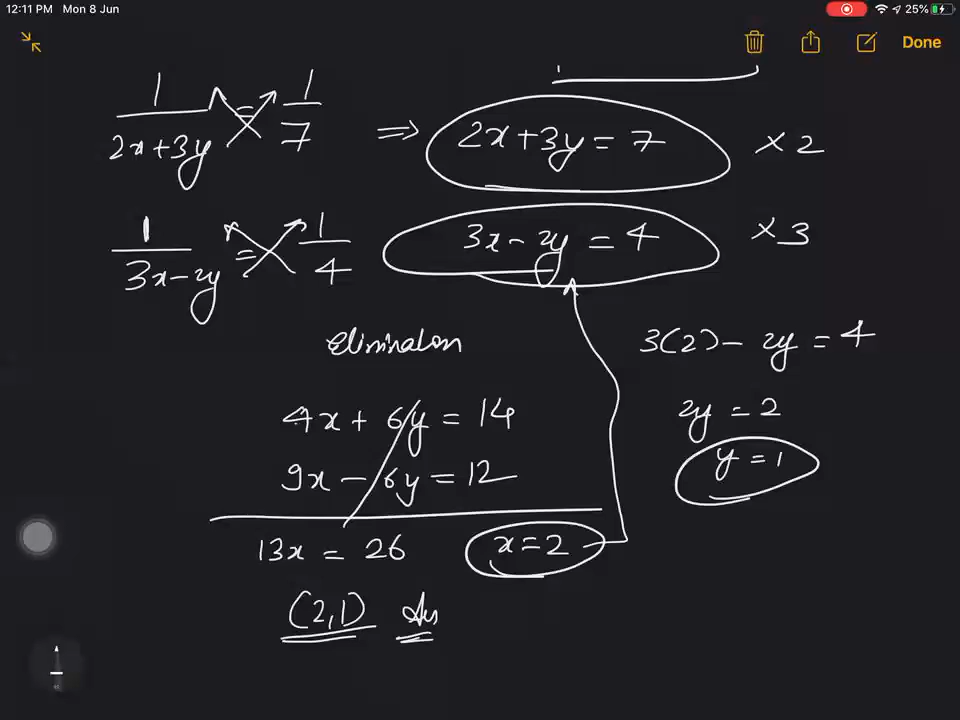 12:11 PM Mon 8 Jun 25%
Done
1/(2x+3y) = 1/7 ⇒ 2x+3y = 7 ×2
1/(3x-2y) = 1/4 3x-2y = 4 ×3
Elimination
3(2) - 2y = 4
4x + 6y = 14
2y = 2
9x - 6y = 12
y = 1
13x = 26 x=2
(2,1) Ans